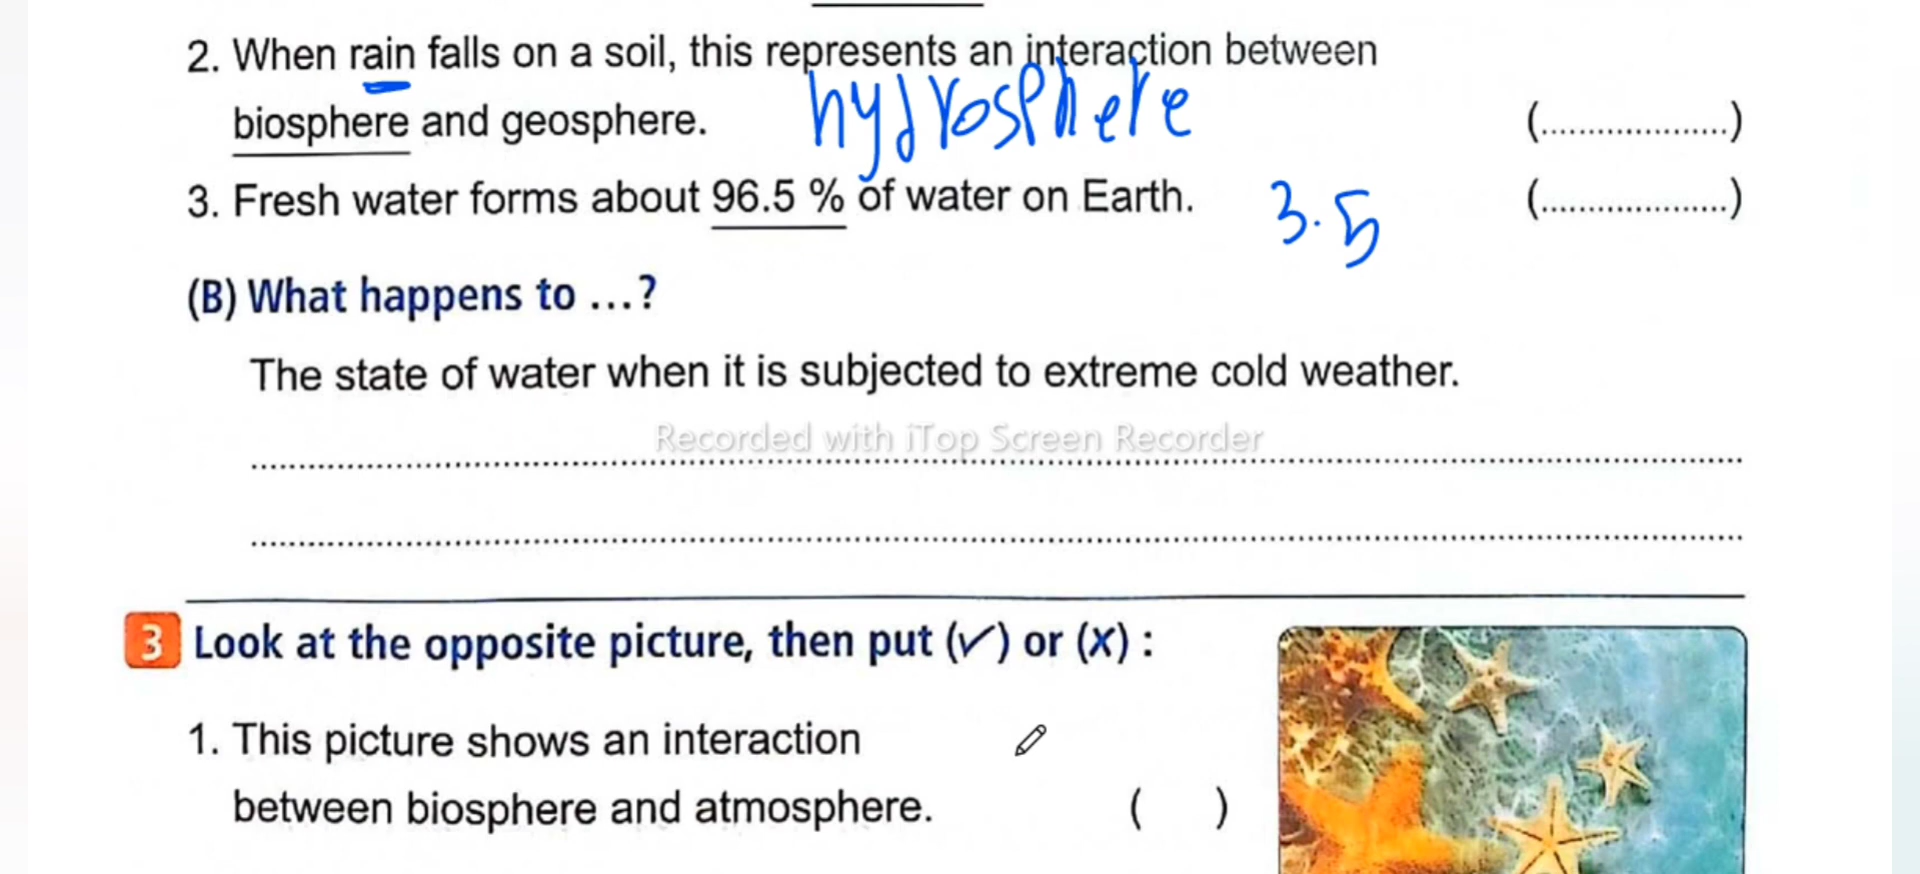 2. When rain falls on a soil, this represents an interaction between
biosphere and geosphere. hydrosphere (....................)
3. Fresh water forms about 96.5 % of water on Earth. 3.5 (....................)
(B) What happens to ...?
The state of water when it is subjected to extreme cold weather.
Recorded with iTop Screen Recorder
3 Look at the opposite picture, then put (✓) or (x) :
1. This picture shows an interaction
between biosphere and atmosphere. ( )